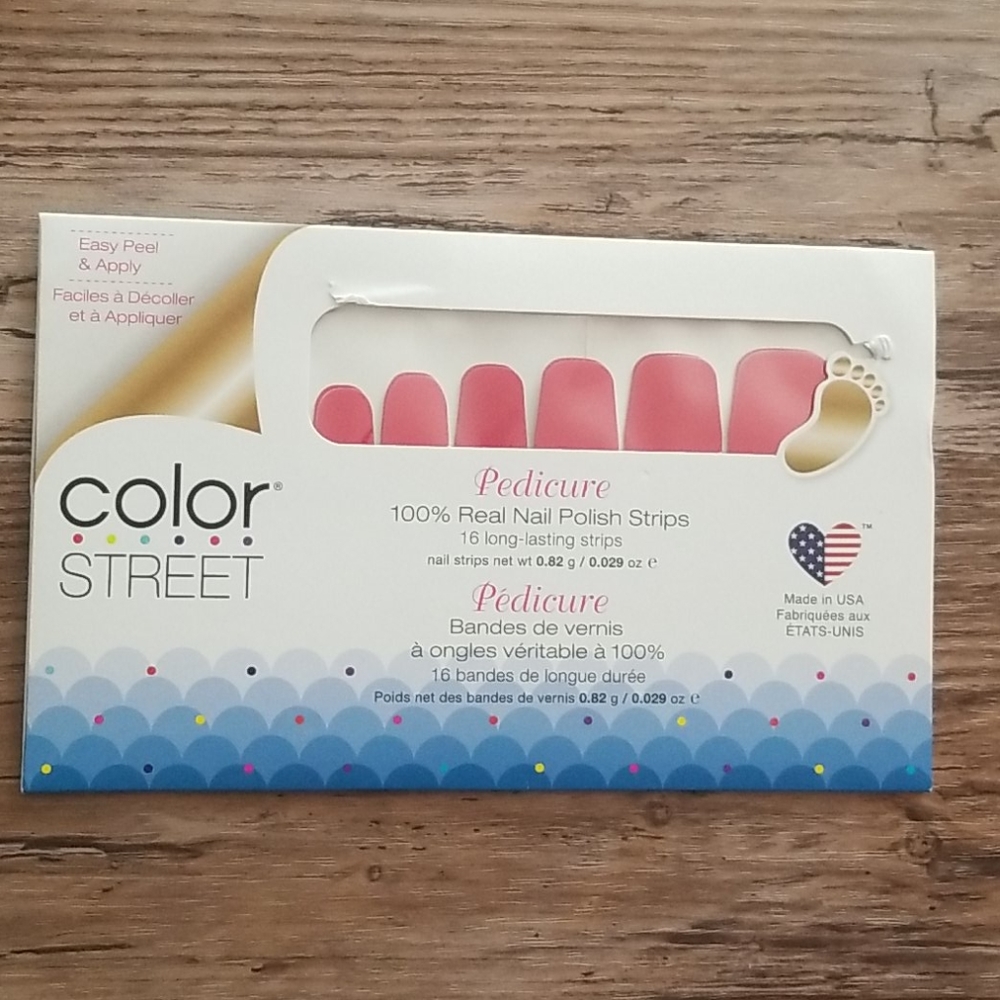 Easy Peel
& Apply
Faciles à Décoller
et à Appliquer
color®
STREET
Pedicure
100% Real Nail Polish Strips
16 long-lasting strips
nail strips net wt 0.82 g / 0.029 oz ℮
Pédicure
Bandes de vernis
à ongles véritable à 100%
16 bandes de longue durée
Poids net des bandes de vernis 0.82 g / 0.029 oz ℮
™
Made in USA
Fabriquées aux
ÉTATS-UNIS